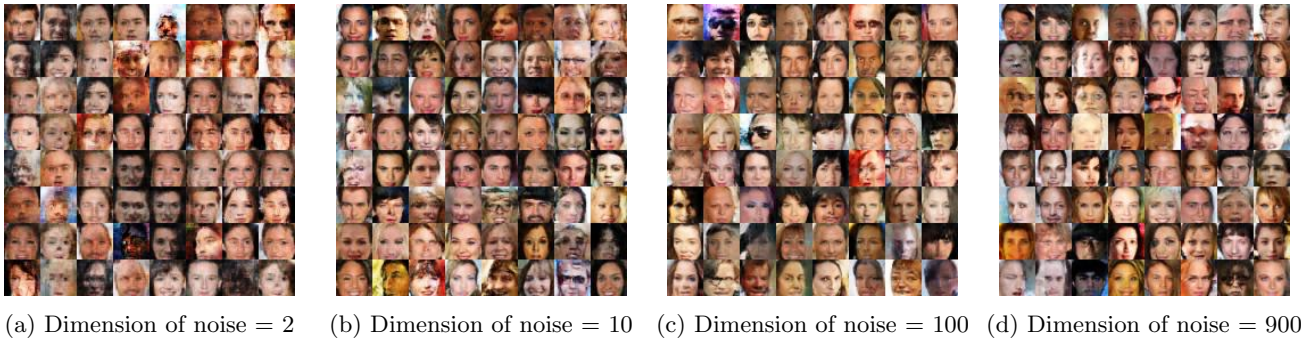 (a) Dimension of noise = 2
(b) Dimension of noise = 10
(c) Dimension of noise = 100
(d) Dimension of noise = 900